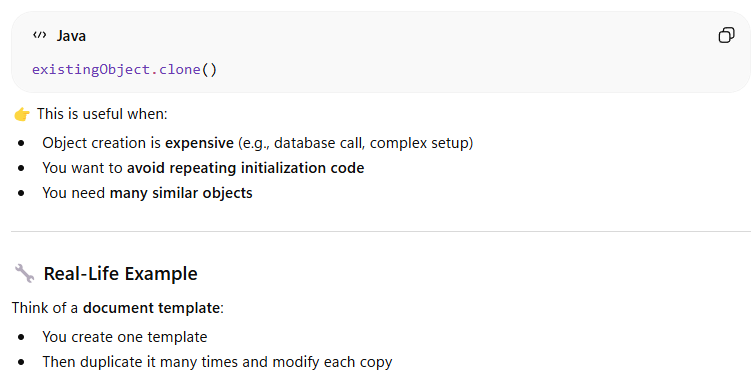 </> Java
existingObject.clone()
👉 This is useful when:
• Object creation is expensive (e.g., database call, complex setup)
• You want to avoid repeating initialization code
• You need many similar objects
🔧 Real-Life Example
Think of a document template:
• You create one template
• Then duplicate it many times and modify each copy